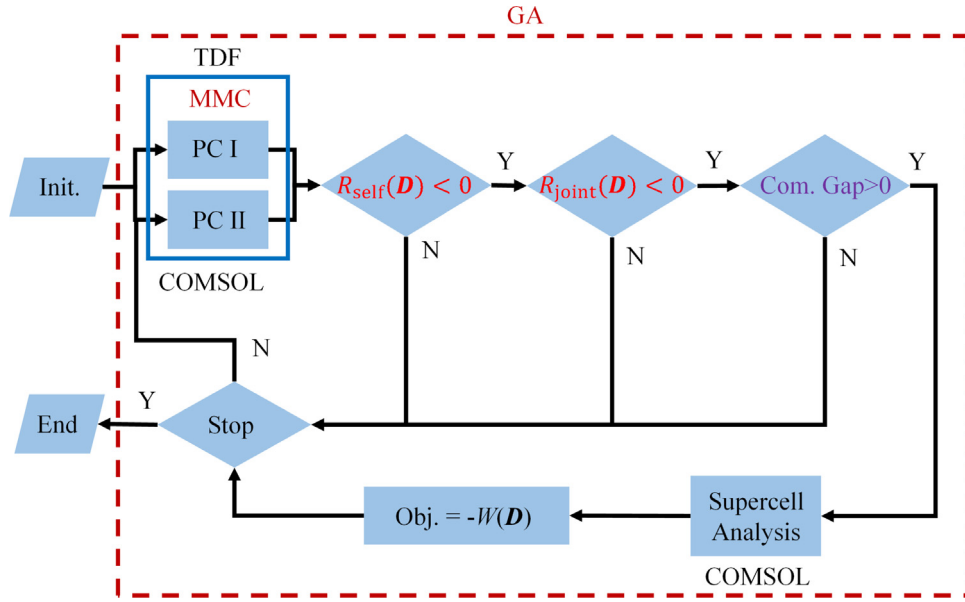 GA
TDF
MMC
PC I
PC II
COMSOL
Init.
R_self(D) < 0
Y
R_joint(D) < 0
Y
Com. Gap>0
Y
N
N
N
N
Y
End
Stop
Obj. = -W(D)
Supercell
Analysis
COMSOL